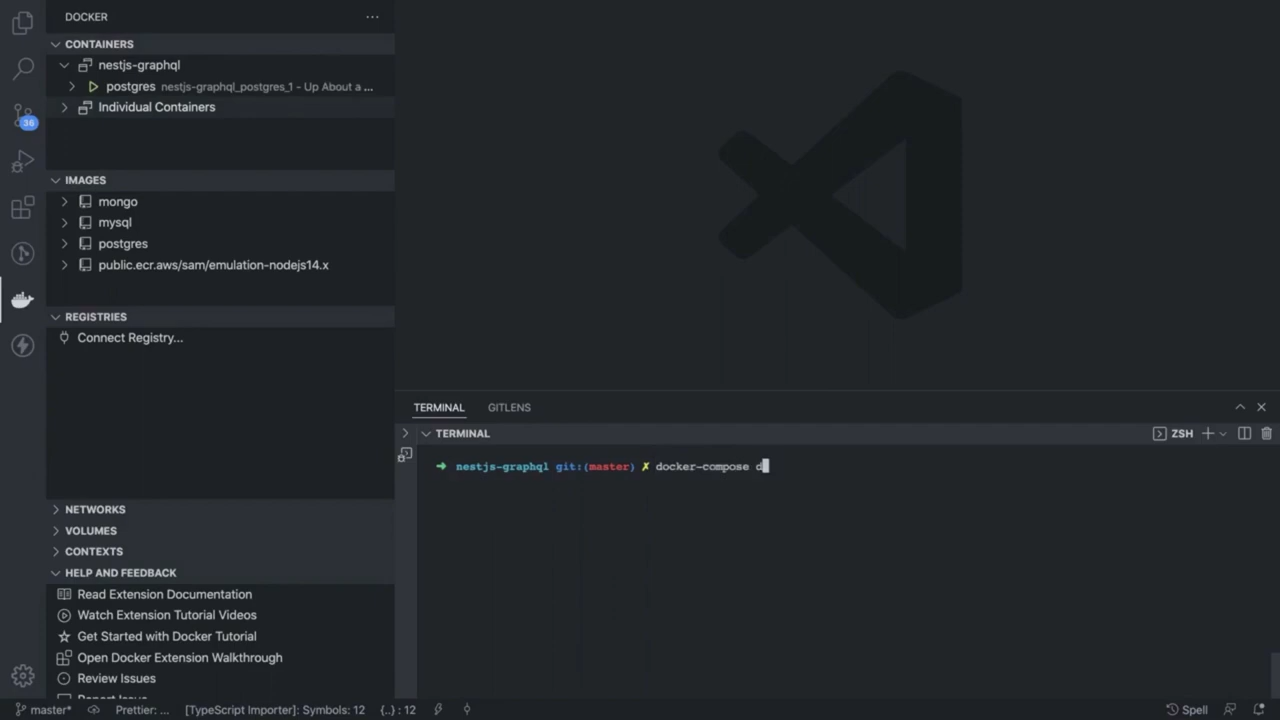 DOCKER
CONTAINERS
nestjs-graphql
postgres nestjs-graphql_postgres_1 - Up About a ...
Individual Containers
36
IMAGES
mongo
mysql
postgres
public.ecr.aws/sam/emulation-nodejs14.x
REGISTRIES
Connect Registry...
NETWORKS
VOLUMES
CONTEXTS
HELP AND FEEDBACK
Read Extension Documentation
Watch Extension Tutorial Videos
Get Started with Docker Tutorial
Open Docker Extension Walkthrough
Review Issues
Report Issue
TERMINAL GITLENS
TERMINAL ZSH
➜ nestjs-graphql git:(master) ✗ docker-compose d
master* Prettier: ... [TypeScript Importer]: Symbols: 12 {..} : 12 Spell